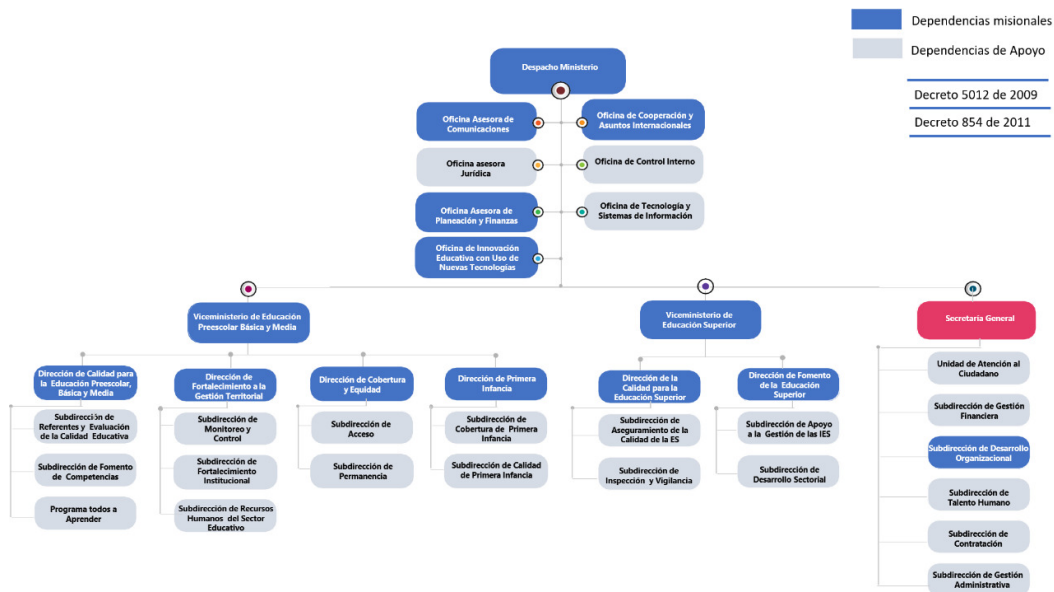 Dependencias misionales
Dependencias de Apoyo
Decreto 5012 de 2009
Decreto 854 de 2011
Despacho Ministerio
Oficina Asesora de
Comunicaciones
Oficina de Cooperación y
Asuntos Internacionales
Oficina asesora
Jurídica
Oficina de Control Interno
Oficina Asesora de
Planeación y Finanzas
Oficina de Tecnología y
Sistemas de Información
Oficina de Innovación
Educativa con Uso de
Nuevas Tecnologías
Viceministerio de Educación
Preescolar Básica y Media
Viceministerio de
Educación Superior
Secretaría General
Dirección de Calidad para
la Educación Preescolar,
Básica y Media
Subdirección de
Referentes y Evaluación
de la Calidad Educativa
Subdirección de Fomento
de Competencias
Programa todos a
Aprender
Dirección de
Fortalecimiento a la
Gestión Territorial
Subdirección de
Monitoreo y
Control
Subdirección de
Fortalecimiento
Institucional
Subdirección de Recursos
Humanos del Sector
Educativo
Dirección de Cobertura
y Equidad
Subdirección de
Acceso
Subdirección de
Permanencia
Dirección de Primera
Infancia
Subdirección de
Cobertura de Primera
Infancia
Subdirección de Calidad
de Primera Infancia
Dirección de la
Calidad para la
Educación Superior
Subdirección de
Aseguramiento de la
Calidad de la ES
Subdirección de
Inspección y Vigilancia
Dirección de Fomento
de la Educación
Superior
Subdirección de Apoyo
a la Gestión de las IES
Subdirección de
Desarrollo Sectorial
Unidad de Atención al
Ciudadano
Subdirección de Gestión
Financiera
Subdirección de Desarrollo
Organizacional
Subdirección de
Talento Humano
Subdirección de
Contratación
Subdirección de Gestión
Administrativa